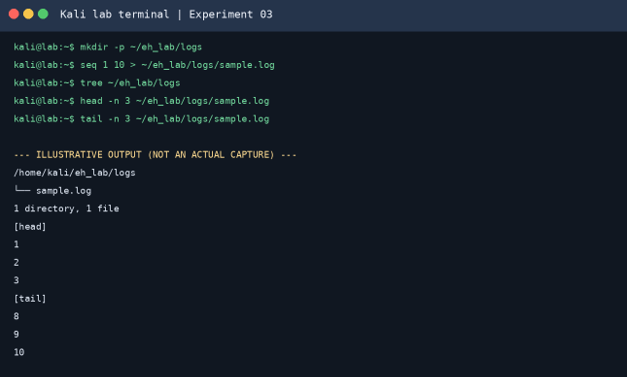 Kali lab terminal | Experiment 03
kali@lab:~$ mkdir -p ~/eh_lab/logs
kali@lab:~$ seq 1 10 > ~/eh_lab/logs/sample.log
kali@lab:~$ tree ~/eh_lab/logs
kali@lab:~$ head -n 3 ~/eh_lab/logs/sample.log
kali@lab:~$ tail -n 3 ~/eh_lab/logs/sample.log
--- ILLUSTRATIVE OUTPUT (NOT AN ACTUAL CAPTURE) ---
/home/kali/eh_lab/logs
└── sample.log
1 directory, 1 file
[head]
1
2
3
[tail]
8
9
10